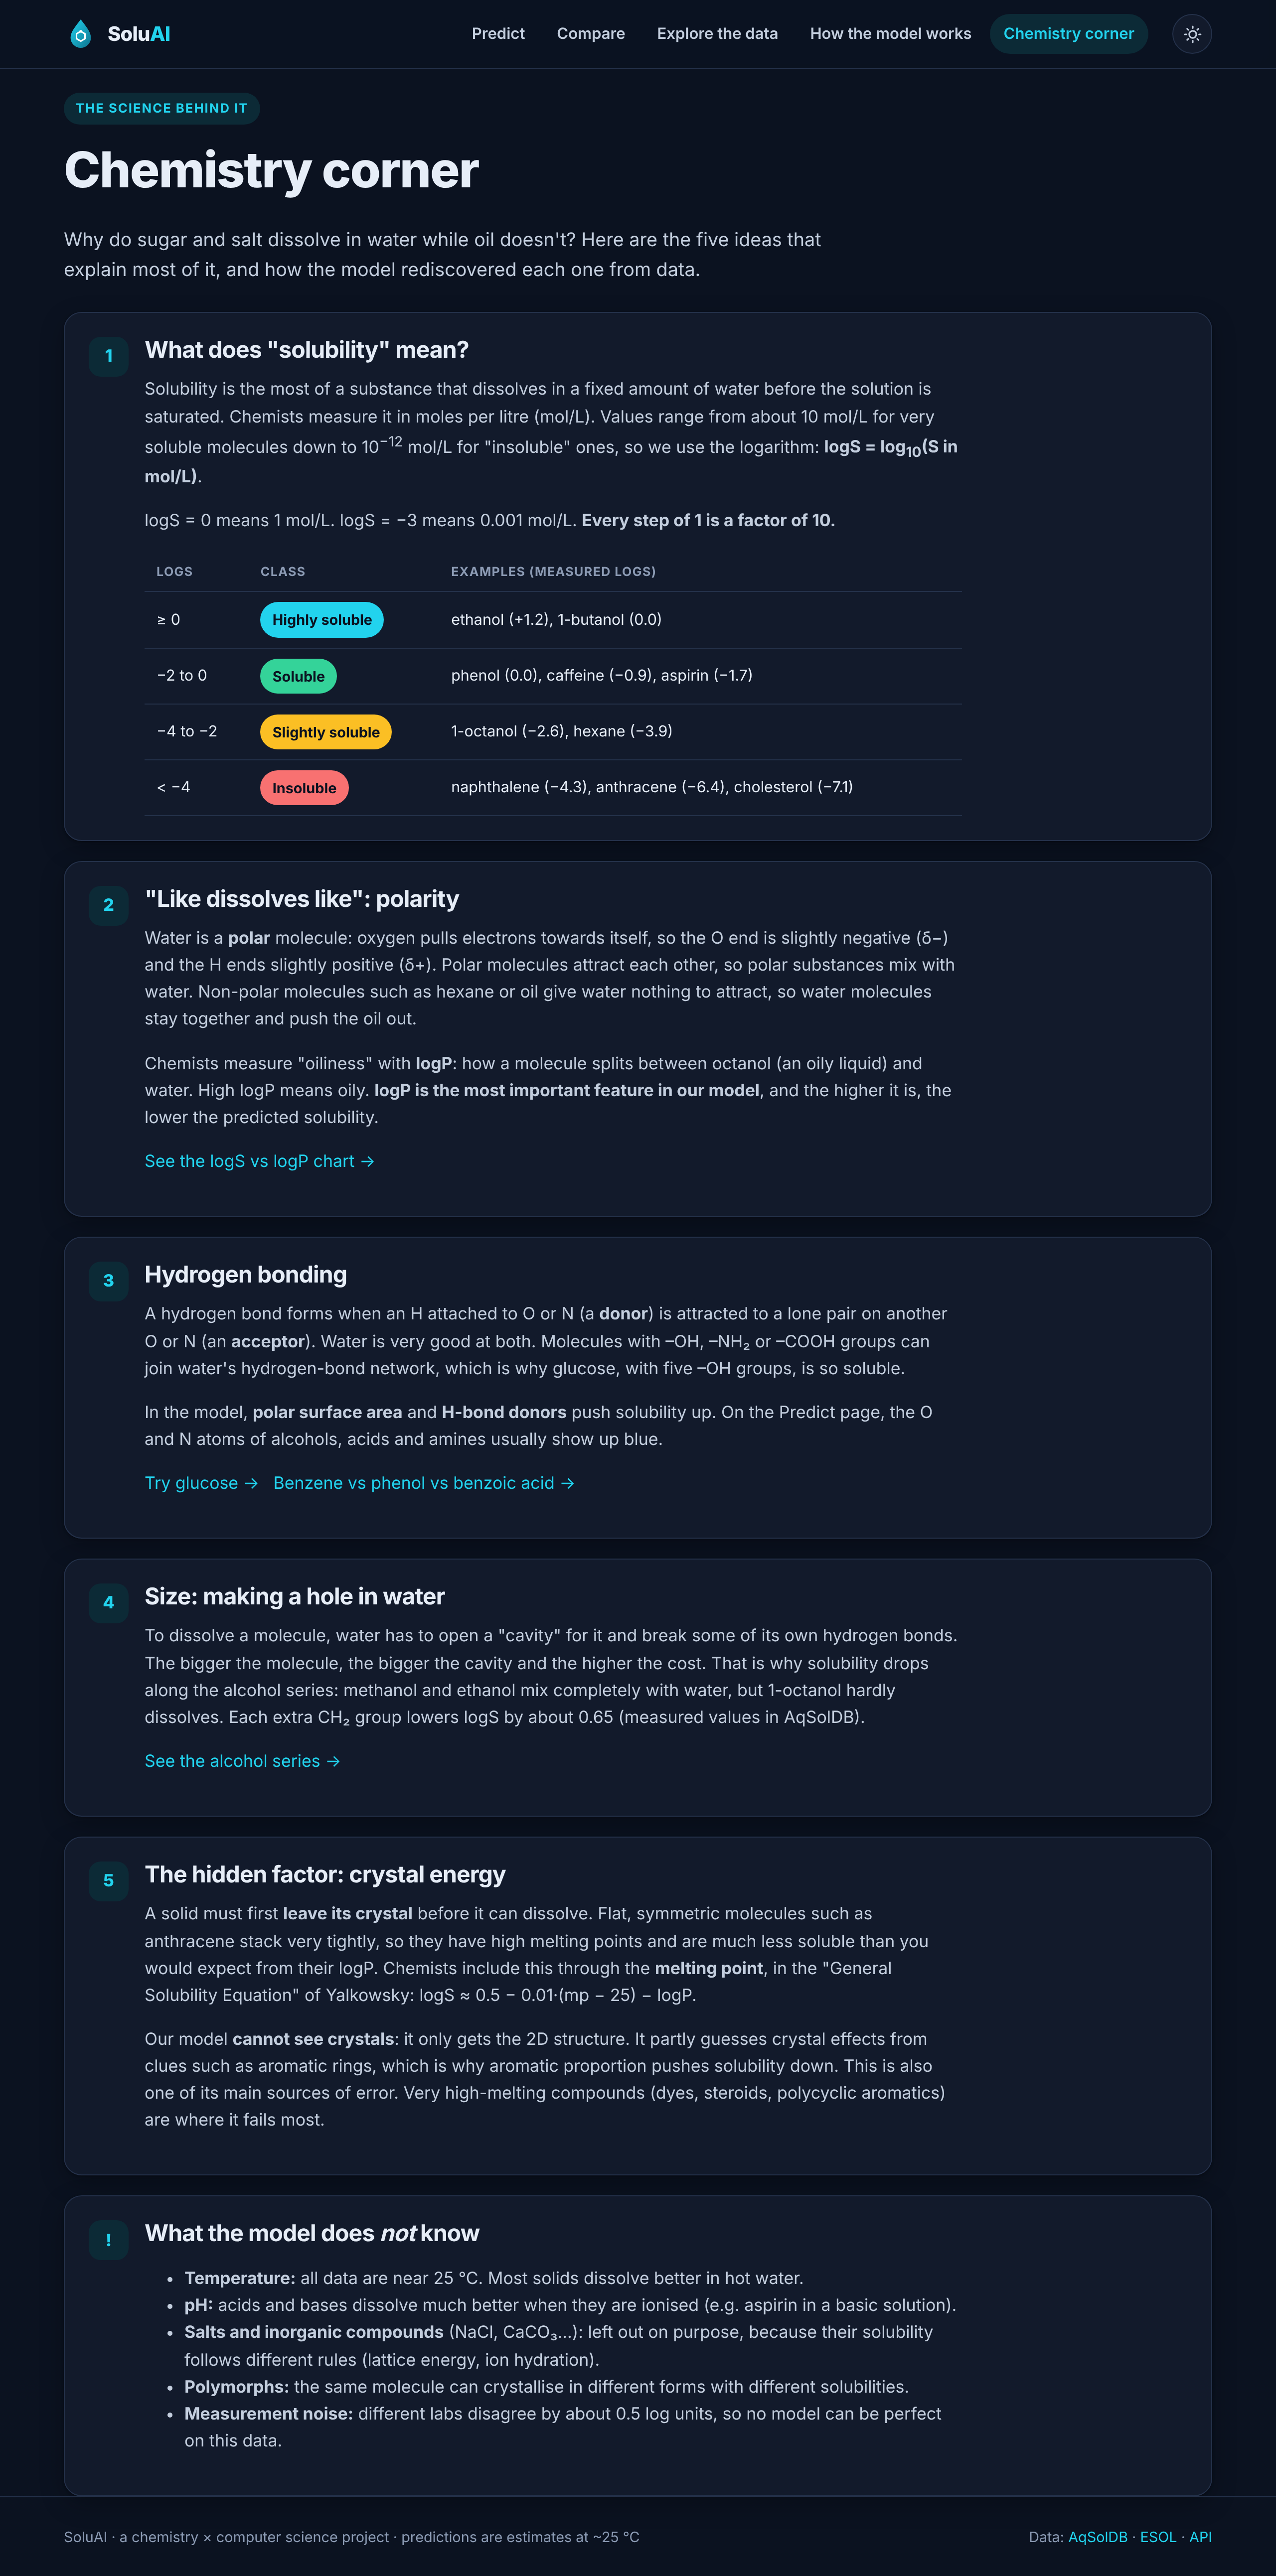 SoluAI
Predict
Compare
Explore the data
How the model works
Chemistry corner
THE SCIENCE BEHIND IT
Chemistry corner
Why do sugar and salt dissolve in water while oil doesn't? Here are the five ideas that
explain most of it, and how the model rediscovered each one from data.
1
What does "solubility" mean?
Solubility is the most of a substance that dissolves in a fixed amount of water before the solution is
saturated. Chemists measure it in moles per litre (mol/L). Values range from about 10 mol/L for very
soluble molecules down to 10⁻¹² mol/L for "insoluble" ones, so we use the logarithm: logS = log₁₀(S in
mol/L).
logS = 0 means 1 mol/L. logS = −3 means 0.001 mol/L. Every step of 1 is a factor of 10.
LOGS CLASS EXAMPLES (MEASURED LOGS)
≥ 0 Highly soluble ethanol (+1.2), 1-butanol (0.0)
−2 to 0 Soluble phenol (0.0), caffeine (−0.9), aspirin (−1.7)
−4 to −2 Slightly soluble 1-octanol (−2.6), hexane (−3.9)
< −4 Insoluble naphthalene (−4.3), anthracene (−6.4), cholesterol (−7.1)
2
"Like dissolves like": polarity
Water is a polar molecule: oxygen pulls electrons towards itself, so the O end is slightly negative (δ−)
and the H ends slightly positive (δ+). Polar molecules attract each other, so polar substances mix with
water. Non-polar molecules such as hexane or oil give water nothing to attract, so water molecules
stay together and push the oil out.
Chemists measure "oiliness" with logP: how a molecule splits between octanol (an oily liquid) and
water. High logP means oily. logP is the most important feature in our model, and the higher it is, the
lower the predicted solubility.
See the logS vs logP chart →
3
Hydrogen bonding
A hydrogen bond forms when an H attached to O or N (a donor) is attracted to a lone pair on another
O or N (an acceptor). Water is very good at both. Molecules with –OH, –NH₂ or –COOH groups can
join water's hydrogen-bond network, which is why glucose, with five –OH groups, is so soluble.
In the model, polar surface area and H-bond donors push solubility up. On the Predict page, the O
and N atoms of alcohols, acids and amines usually show up blue.
Try glucose → Benzene vs phenol vs benzoic acid →
4
Size: making a hole in water
To dissolve a molecule, water has to open a "cavity" for it and break some of its own hydrogen bonds.
The bigger the molecule, the bigger the cavity and the higher the cost. That is why solubility drops
along the alcohol series: methanol and ethanol mix completely with water, but 1-octanol hardly
dissolves. Each extra CH₂ group lowers logS by about 0.65 (measured values in AqSolDB).
See the alcohol series →
5
The hidden factor: crystal energy
A solid must first leave its crystal before it can dissolve. Flat, symmetric molecules such as
anthracene stack very tightly, so they have high melting points and are much less soluble than you
would expect from their logP. Chemists include this through the melting point, in the "General
Solubility Equation" of Yalkowsky: logS ≈ 0.5 − 0.01·(mp − 25) − logP.
Our model cannot see crystals: it only gets the 2D structure. It partly guesses crystal effects from
clues such as aromatic rings, which is why aromatic proportion pushes solubility down. This is also
one of its main sources of error. Very high-melting compounds (dyes, steroids, polycyclic aromatics)
are where it fails most.
!
What the model does not know
• Temperature: all data are near 25 °C. Most solids dissolve better in hot water.
• pH: acids and bases dissolve much better when they are ionised (e.g. aspirin in a basic solution).
• Salts and inorganic compounds (NaCl, CaCO₃...): left out on purpose, because their solubility
follows different rules (lattice energy, ion hydration).
• Polymorphs: the same molecule can crystallise in different forms with different solubilities.
• Measurement noise: different labs disagree by about 0.5 log units, so no model can be perfect
on this data.
SoluAI · a chemistry × computer science project · predictions are estimates at ~25 °C
Data: AqSolDB · ESOL · API